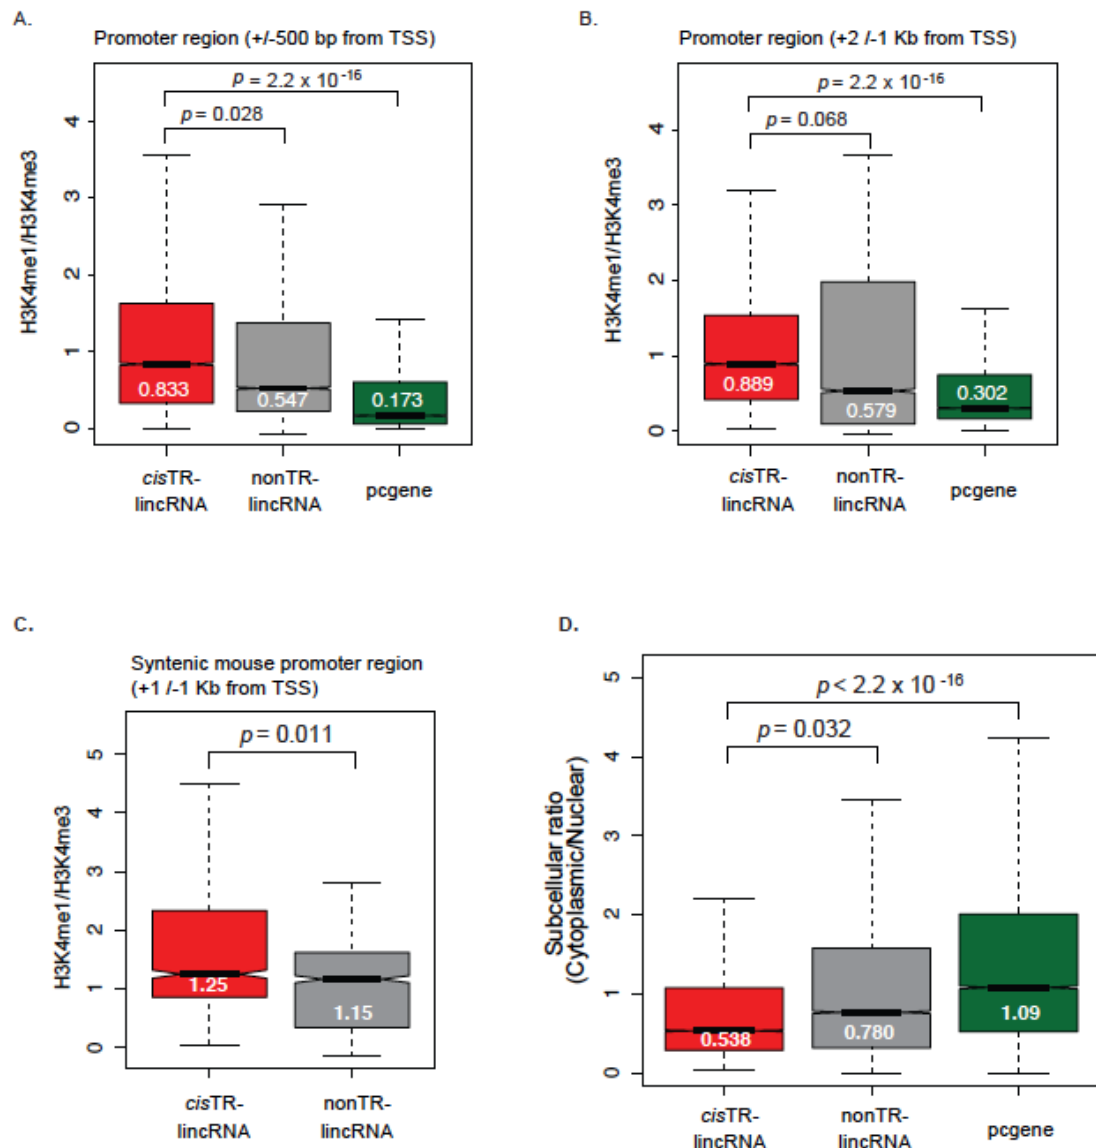 A.
Promoter region (+/-500 bp from TSS)
p = 2.2 x 10 -16
p = 0.028
H3K4me1/H3K4me3
4
3
2
1
0
0.833
0.547
0.173
cisTR-
lincRNA
nonTR-
lincRNA
pcgene
B.
Promoter region (+2 /-1 Kb from TSS)
p = 2.2 x 10 -16
p = 0.068
H3K4me1/H3K4me3
4
3
2
1
0
0.889
0.579
0.302
cisTR-
lincRNA
nonTR-
lincRNA
pcgene
C.
Syntenic mouse promoter region
(+1 /-1 Kb from TSS)
p = 0.011
H3K4me1/H3K4me3
5
4
3
2
1
0
1.25
1.15
cisTR-
lincRNA
nonTR-
lincRNA
D.
p < 2.2 x 10 -16
p = 0.032
Subcellular ratio
(Cytoplasmic/Nuclear)
5
4
3
2
1
0
0.538
0.780
1.09
cisTR-
lincRNA
nonTR-
lincRNA
pcgene